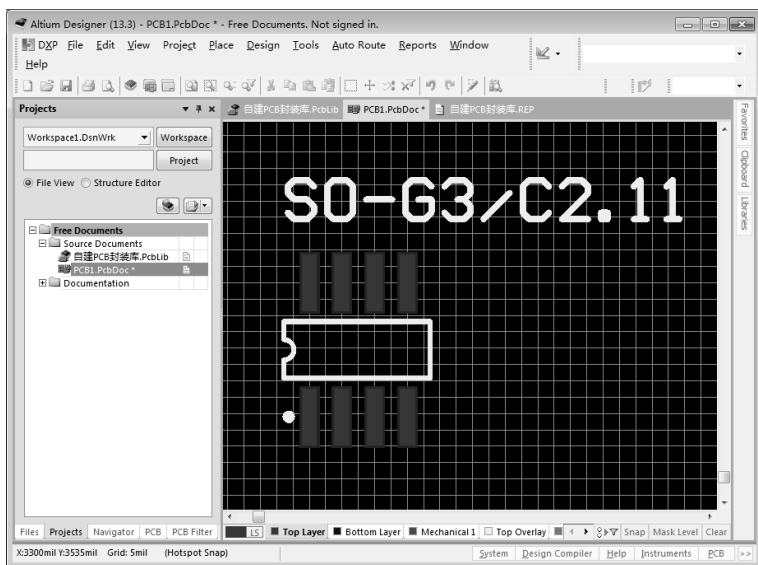 Altium Designer (13.3) - PCB1.PcbDoc * - Free Documents. Not signed in.
DXP File Edit View Project Place Design Tools Auto Route Reports Window
Help
Projects
自建PCB封装库.PcbLib PCB1.PcbDoc * 自建PCB封装库.REP
Workspace1.DsnWrk Workspace
Project
File View Structure Editor
Free Documents
Source Documents
自建PCB封装库.PcbLib
PCB1.PcbDoc *
Documentation
SO-G3/C2.11
Favorites
Clipboard
Libraries
Files Projects Navigator PCB PCB Filter
LS Top Layer Bottom Layer Mechanical 1 Top Overlay Snap Mask Level Clear
X:3300mil Y:3535mil Grid: 5mil (Hotspot Snap)
System Design Compiler Help Instruments PCB >>